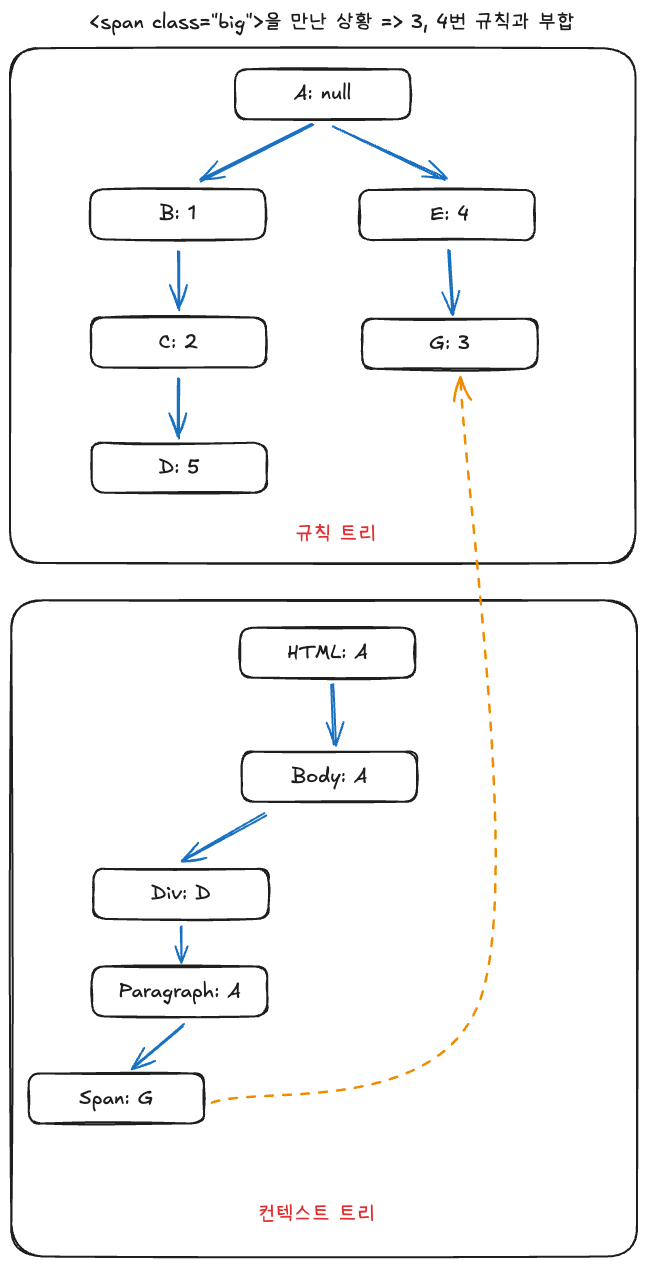 <span class="big">을 만난 상황 => 3, 4번 규칙과 부합
A: null
B: 1
E: 4
C: 2
G: 3
D: 5
규칙 트리
HTML: A
Body: A
Div: D
Paragraph: A
Span: G
컨텍스트 트리